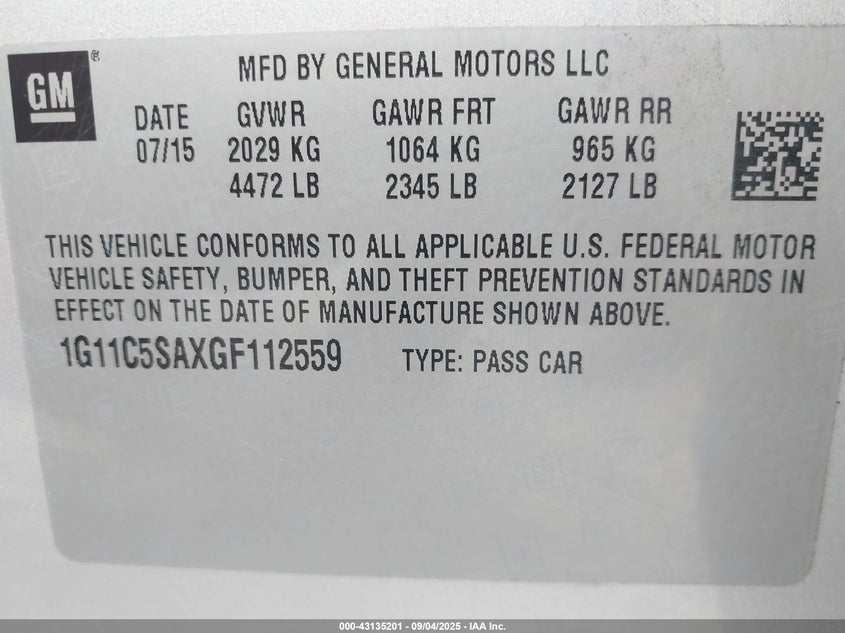 GM®
MFD BY GENERAL MOTORS LLC
DATE GVWR GAWR FRT GAWR RR
07/15 2029 KG 1064 KG 965 KG
4472 LB 2345 LB 2127 LB
THIS VEHICLE CONFORMS TO ALL APPLICABLE U.S. FEDERAL MOTOR
VEHICLE SAFETY, BUMPER, AND THEFT PREVENTION STANDARDS IN
EFFECT ON THE DATE OF MANUFACTURE SHOWN ABOVE.
1G11C5SAXGF112559 TYPE: PASS CAR
000-43135201 - 09/04/2025 - IAA Inc.